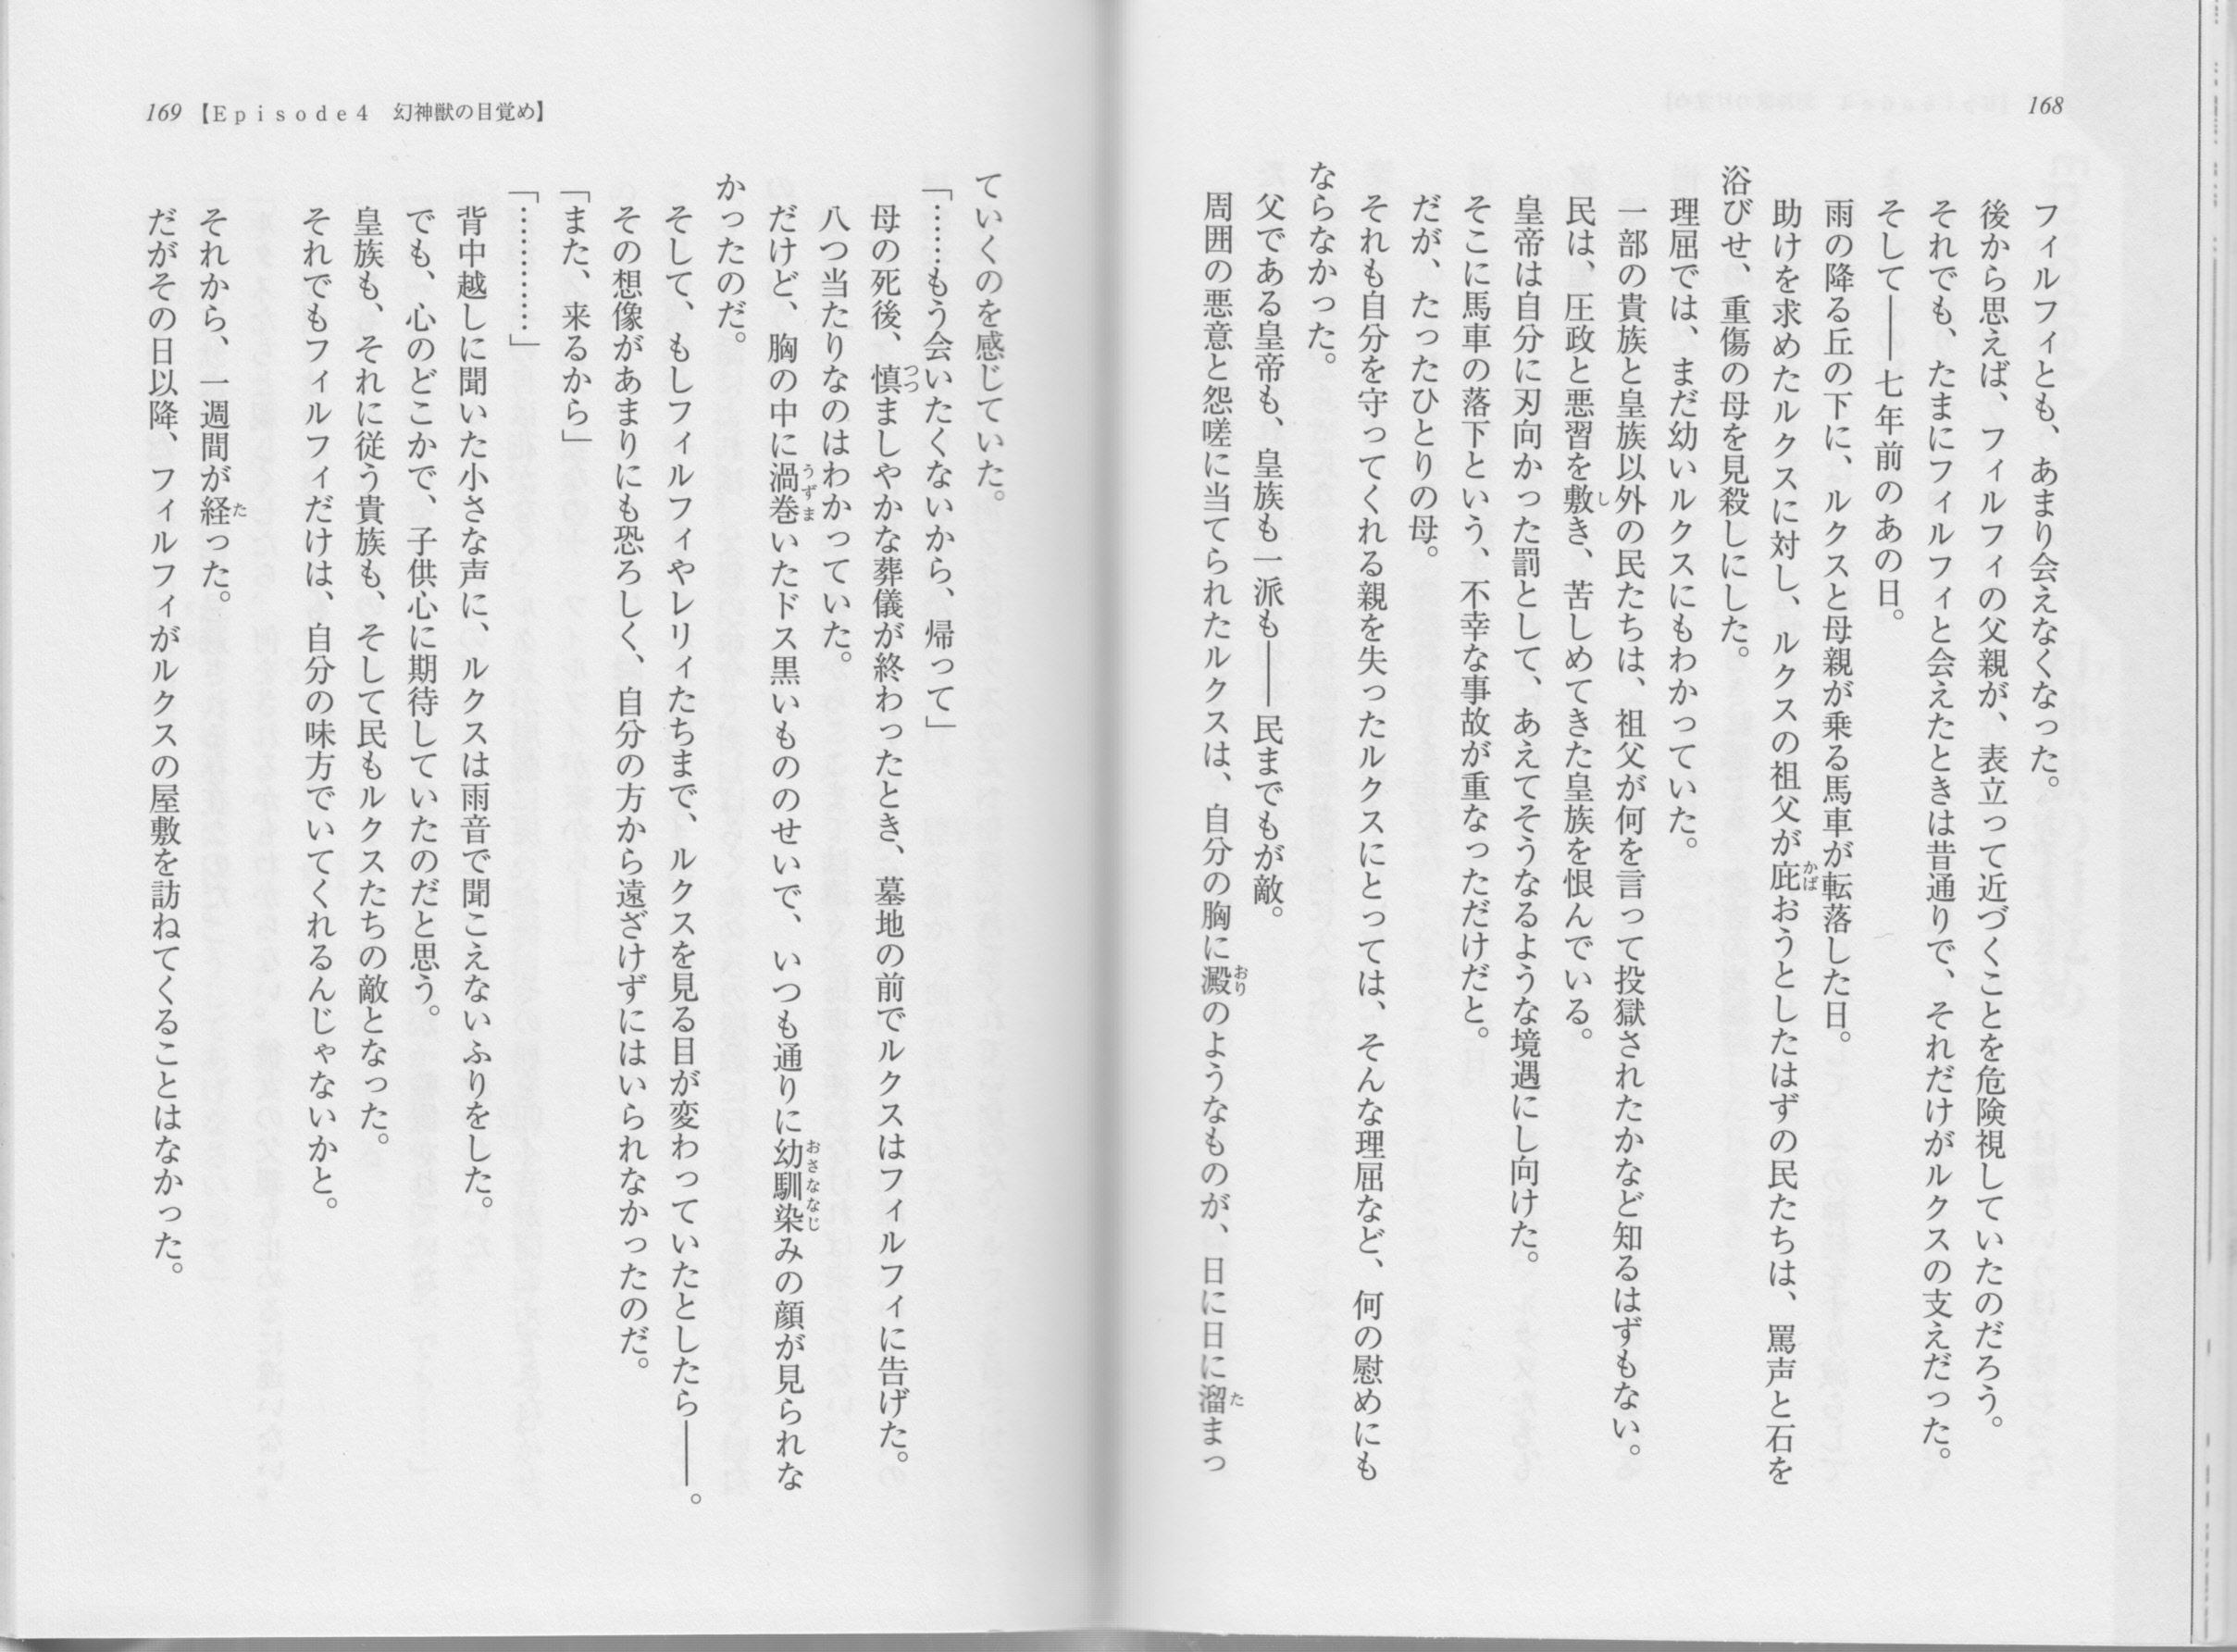 168
フィルフィとも、あまり会えなくなった。
後から思えば、フィルフィの父親が、表立って近づくことを危険視していたのだろう。
それでも、たまにフィルフィと会えたときは昔通りで、それだけがルクスの支えだった。
そして――七年前のあの日。
雨の降る丘の下に、ルクスと母親が乗る馬車が転落した日。
助けを求めたルクスに対し、ルクスの祖父が庇おうとしたはずの民たちは、罵声と石を
浴びせ、重傷の母を見殺しにした。
理屈では、まだ幼いルクスにもわかっていた。
一部の貴族と皇族以外の民たちは、祖父が何を言って投獄されたかなど知るはずもない。
民は、圧政と悪習を敷き、苦しめてきた皇族を恨んでいる。
皇帝は自分に刃向かった罰として、あえてそうなるような境遇にし向けた。
そこに馬車の落下という、不幸な事故が重なっただけだと。
だが、たったひとりの母。
それも自分を守ってくれる親を失ったルクスにとっては、そんな理屈など、何の慰めにも
ならなかった。
父である皇帝も、皇族も一派も――民までもが敵。
周囲の悪意と怨嗟に当てられたルクスは、自分の胸に澱のようなものが、日に日に溜まっ
169【Episode4　幻神獣の目覚め】
ていくのを感じていた。
「……もう会いたくないから、帰って」
母の死後、慎ましやかな葬儀が終わったとき、墓地の前でルクスはフィルフィに告げた。
八つ当たりなのはわかっていた。
だけど、胸の中に渦巻いたドス黒いもののせいで、いつも通りに幼馴染みの顔が見られな
かったのだ。
そして、もしフィルフィやレリィたちまで、ルクスを見る目が変わっていたとしたら――。
その想像があまりにも恐ろしく、自分の方から遠ざけずにはいられなかったのだ。
「また、来るから」
「…………」
背中越しに聞いた小さな声に、ルクスは雨音で聞こえないふりをした。
でも、心のどこかで、子供心に期待していたのだと思う。
皇族も、それに従う貴族も、そして民もルクスたちの敵となった。
それでもフィルフィだけは、自分の味方でいてくれるんじゃないかと。
それから、一週間が経った。
だがその日以降、フィルフィがルクスの屋敷を訪ねてくることはなかった。